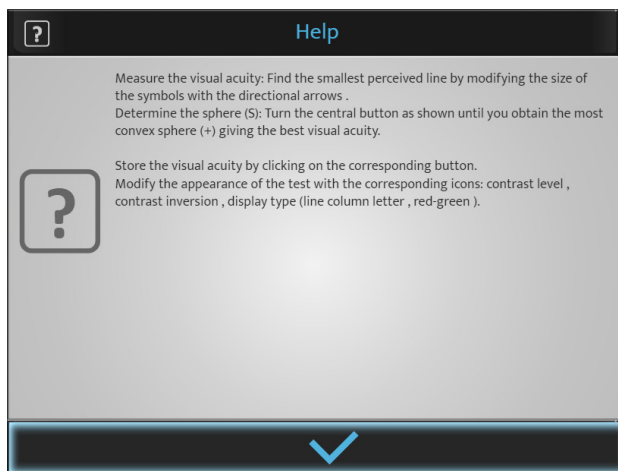 Help
Measure the visual acuity: Find the smallest perceived line by modifying the size of
the symbols with the directional arrows .
Determine the sphere (S): Turn the central button as shown until you obtain the most
convex sphere (+) giving the best visual acuity.
Store the visual acuity by clicking on the corresponding button.
Modify the appearance of the test with the corresponding icons: contrast level ,
contrast inversion , display type (line column letter , red-green ).